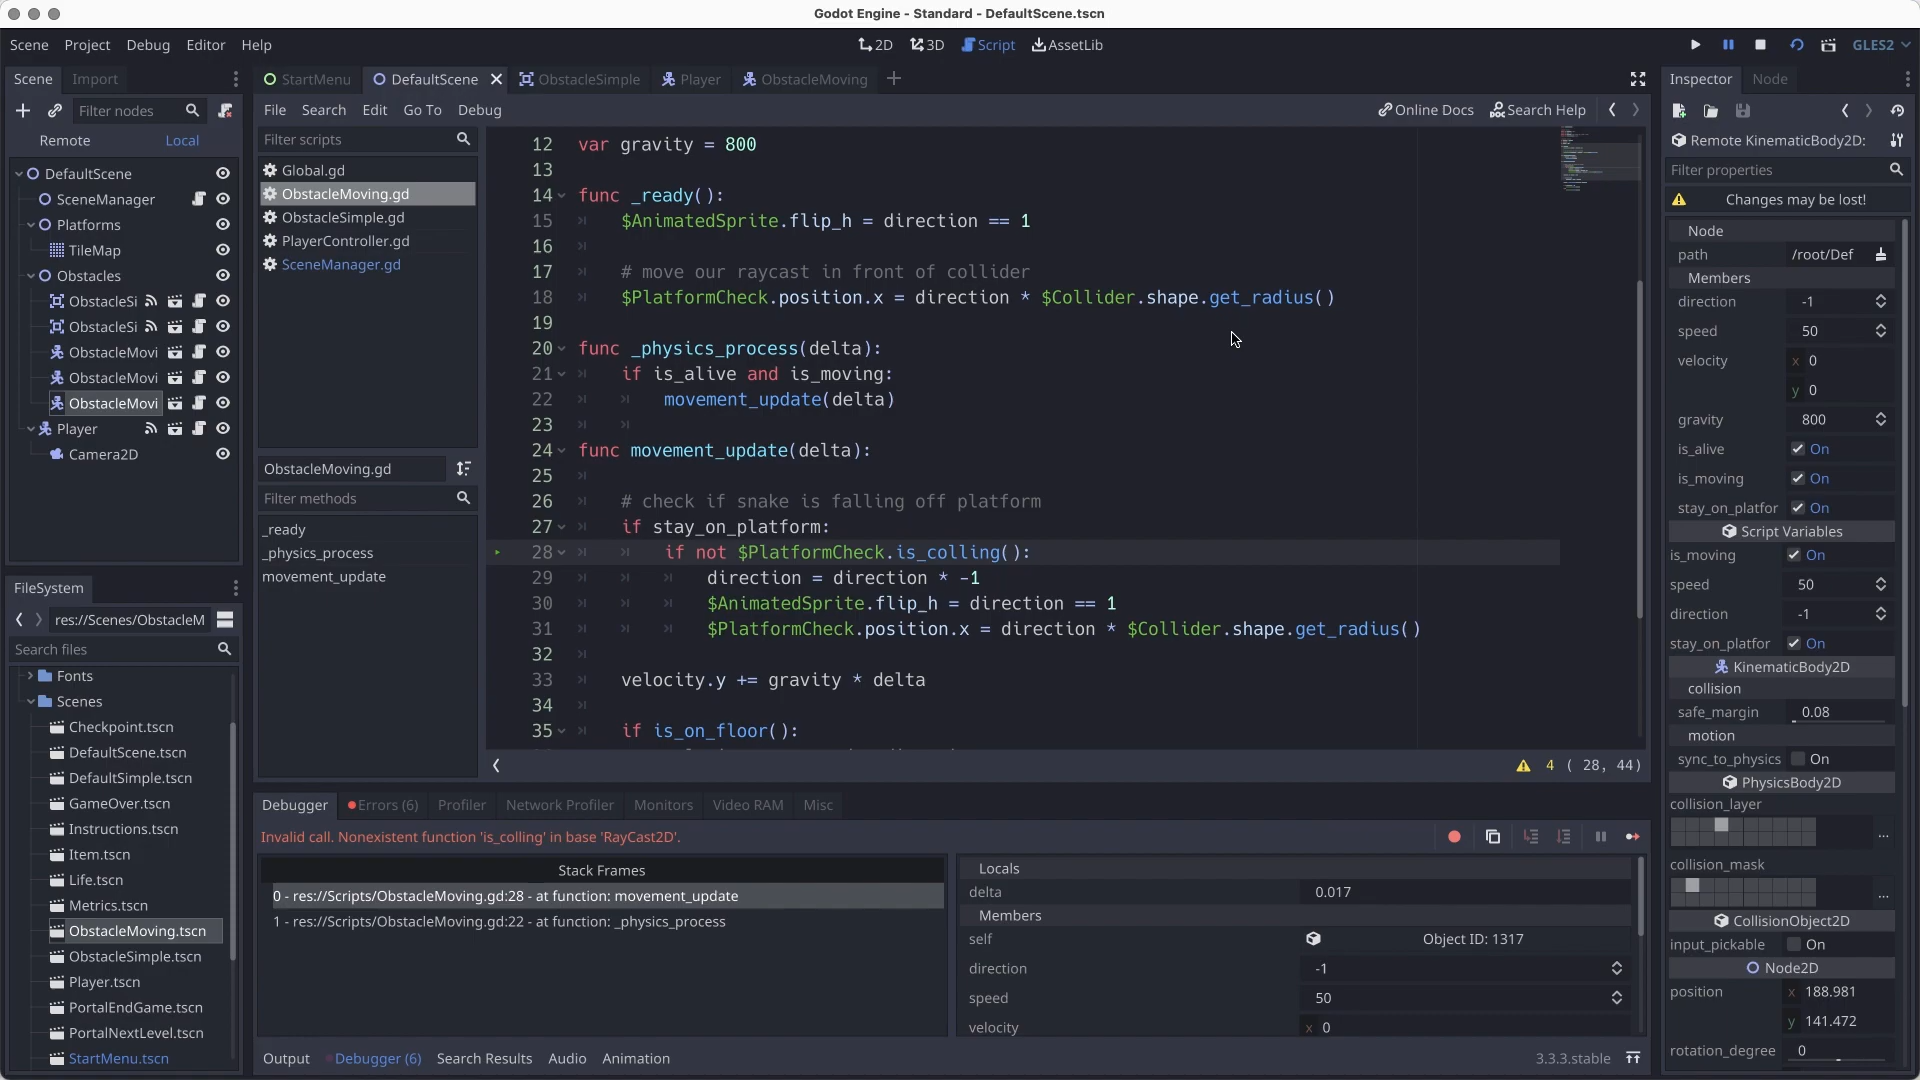 Godot Engine - Standard - DefaultScene.tscn
Scene Project Debug Editor Help
2D 3D Script AssetLib
GLES2
Scene Import
StartMenu DefaultScene ObstacleSimple Player ObstacleMoving
Inspector Node
Filter nodes
File Search Edit Go To Debug
Online Docs Search Help
Remote Local
Filter scripts
Remote KinematicBody2D:
Filter properties
Changes may be lost!
DefaultScene
SceneManager
Platforms
TileMap
Obstacles
ObstacleSi
ObstacleSi
ObstacleMovi
ObstacleMovi
ObstacleMovi
Player
Camera2D
Global.gd
ObstacleMoving.gd
ObstacleSimple.gd
PlayerController.gd
SceneManager.gd
ObstacleMoving.gd
Filter methods
_ready
_physics_process
movement_update
12 var gravity = 800
13
14 func _ready():
15 $AnimatedSprite.flip_h = direction == 1
16
17 # move our raycast in front of collider
18 $PlatformCheck.position.x = direction * $Collider.shape.get_radius()
19
20 func _physics_process(delta):
21 if is_alive and is_moving:
22 movement_update(delta)
23
24 func movement_update(delta):
25
26 # check if snake is falling off platform
27 if stay_on_platform:
28 if not $PlatformCheck.is_colling():
29 direction = direction * -1
30 $AnimatedSprite.flip_h = direction == 1
31 $PlatformCheck.position.x = direction * $Collider.shape.get_radius()
32
33 velocity.y += gravity * delta
34
35 if is_on_floor():
4 ( 28, 44)
FileSystem
res://Scenes/ObstacleM
Search files
Fonts
Scenes
Checkpoint.tscn
DefaultScene.tscn
DefaultSimple.tscn
GameOver.tscn
Instructions.tscn
Item.tscn
Life.tscn
Metrics.tscn
ObstacleMoving.tscn
ObstacleSimple.tscn
Player.tscn
PortalEndGame.tscn
PortalNextLevel.tscn
StartMenu.tscn
Debugger Errors (6) Profiler Network Profiler Monitors Video RAM Misc
Invalid call. Nonexistent function 'is_colling' in base 'RayCast2D'.
Stack Frames
0 - res://Scripts/ObstacleMoving.gd:28 - at function: movement_update
1 - res://Scripts/ObstacleMoving.gd:22 - at function: _physics_process
Locals
delta 0.017
Members
self Object ID: 1317
direction -1
speed 50
velocity x 0
Output Debugger (6) Search Results Audio Animation
3.3.3.stable
Node
path /root/Def
Members
direction -1
speed 50
velocity x 0
y 0
gravity 800
is_alive On
is_moving On
stay_on_platfor On
Script Variables
is_moving On
speed 50
direction -1
stay_on_platfor On
KinematicBody2D
collision
safe_margin 0.08
motion
sync_to_physics On
PhysicsBody2D
collision_layer
...
collision_mask
...
CollisionObject2D
input_pickable On
Node2D
position x 188.981
y 141.472
rotation_degree 0